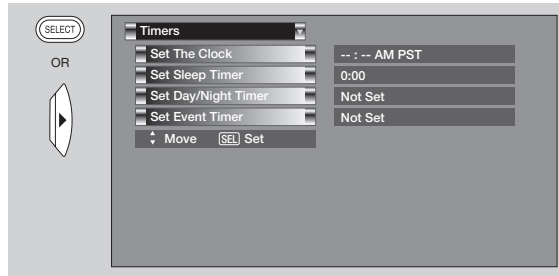 SELECT
OR
Timers
Set The Clock -- : -- AM PST
Set Sleep Timer 0:00
Set Day/Night Timer Not Set
Set Event Timer Not Set
Move SEL Set